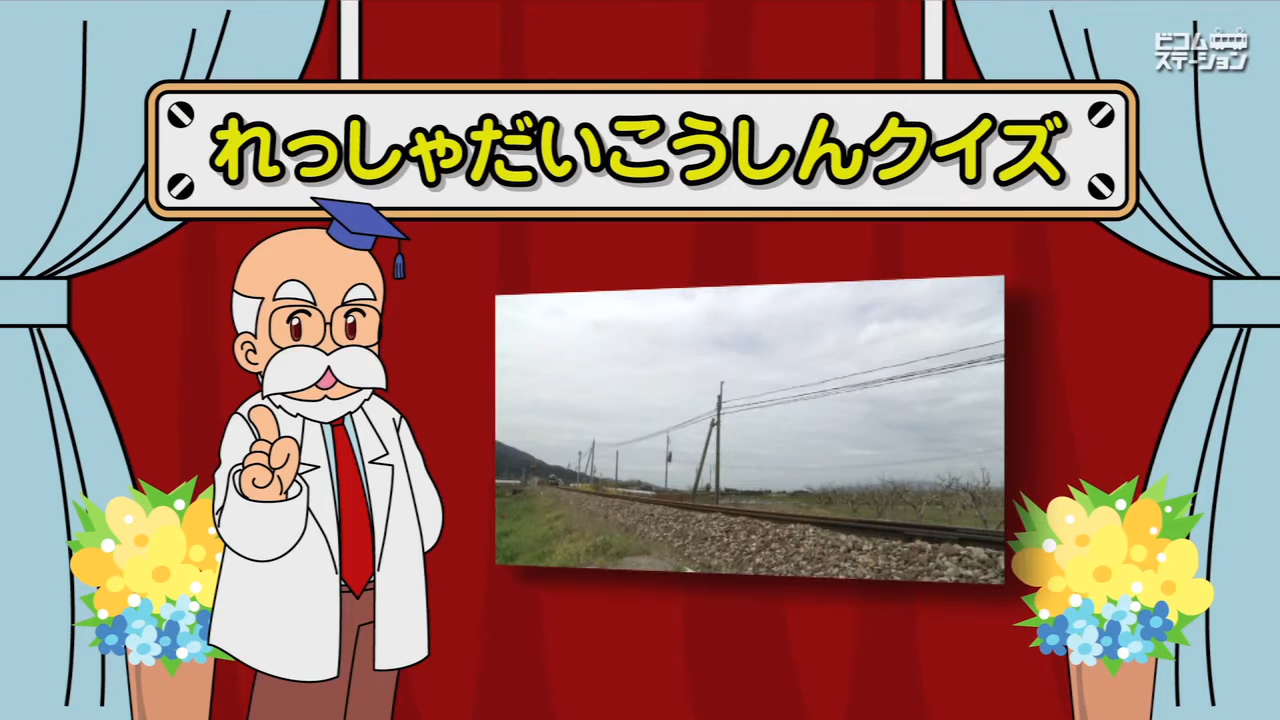 ビコム
ステーション
れっしゃだいこうしんクイズ